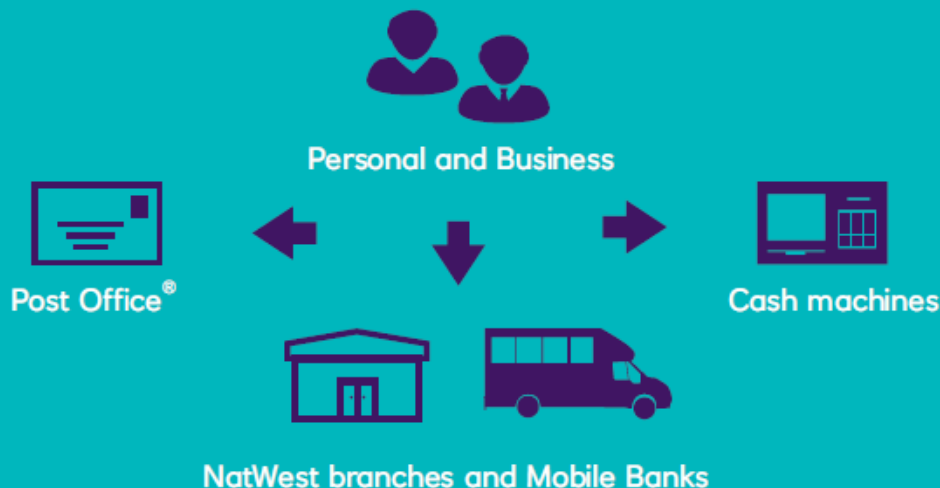 Personal and Business
Post Office®
Cash machines
NatWest branches and Mobile Banks